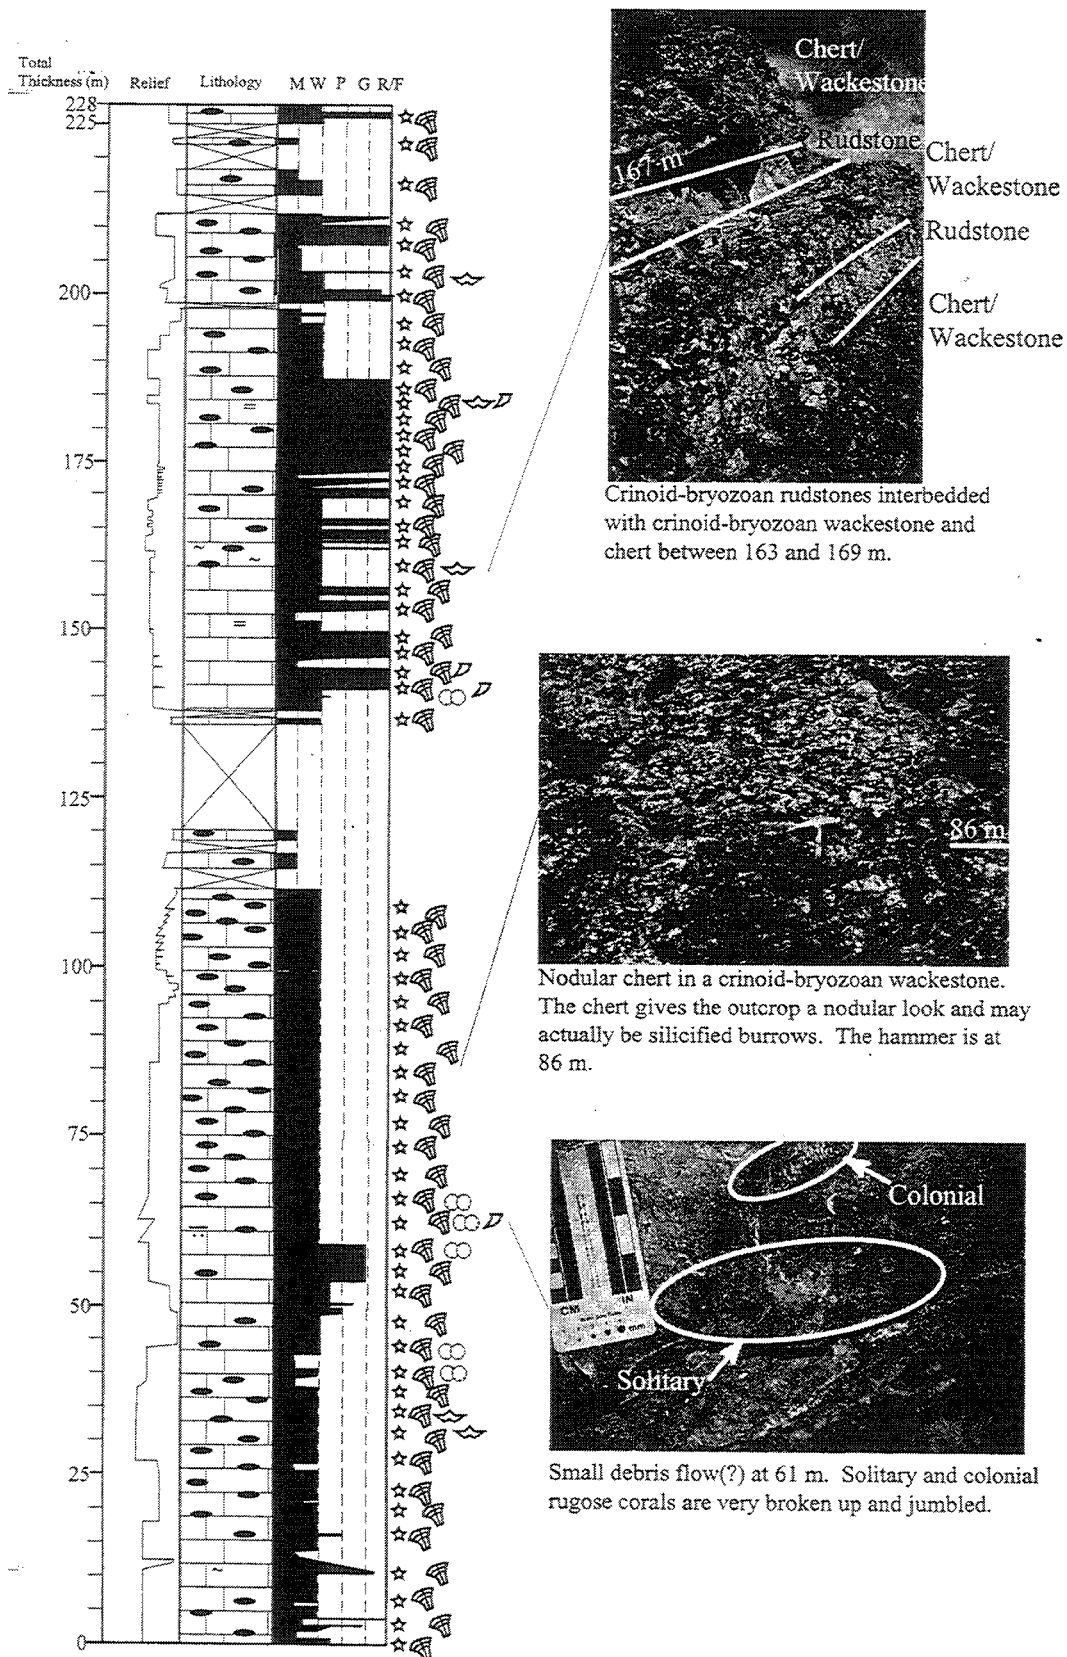 Total
Thickness (m) Relief Lithology M W P G R/F
228
225
200
175
150
125
100
75
50
25
0
Chert/
Wackestone
Rudstone
167 m
Chert/
Wackestone
Rudstone
Chert/
Wackestone
Crinoid-bryozoan rudstones interbedded
with crinoid-bryozoan wackestone and
chert between 163 and 169 m.
86 m
Nodular chert in a crinoid-bryozoan wackestone.
The chert gives the outcrop a nodular look and may
actually be silicified burrows. The hammer is at
86 m.
Colonial
CM IN
mm
Solitary
Small debris flow(?) at 61 m. Solitary and colonial
rugose corals are very broken up and jumbled.